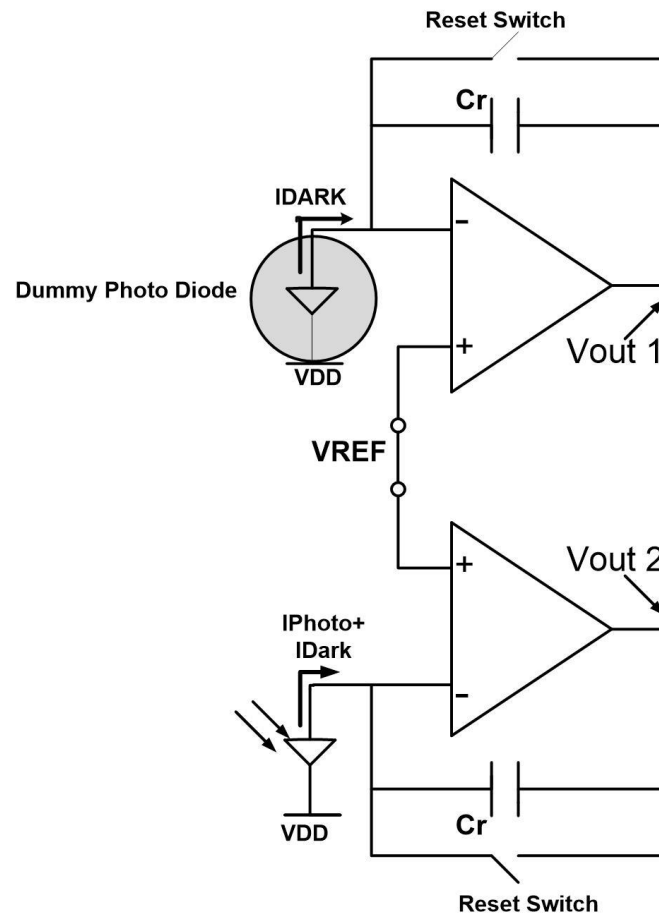 Reset Switch
Cr
IDARK
-
Dummy Photo Diode
+
Vout 1
VDD
VREF
Vout 2
+
IPhoto+
IDark
-
Cr
VDD
Reset Switch